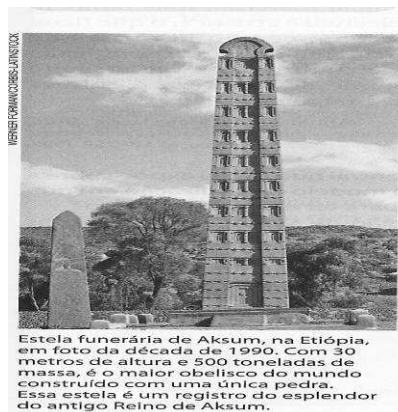 WERNER FORMAN/CORBIS-LATINSTOCK
Estela funerária de Aksum, na Etiópia,
em foto da década de 1990. Com 30
metros de altura e 500 toneladas de
massa, é o maior obelisco do mundo
construído com uma única pedra.
Essa estela é um registro do esplendor
do antigo Reino de Aksum.